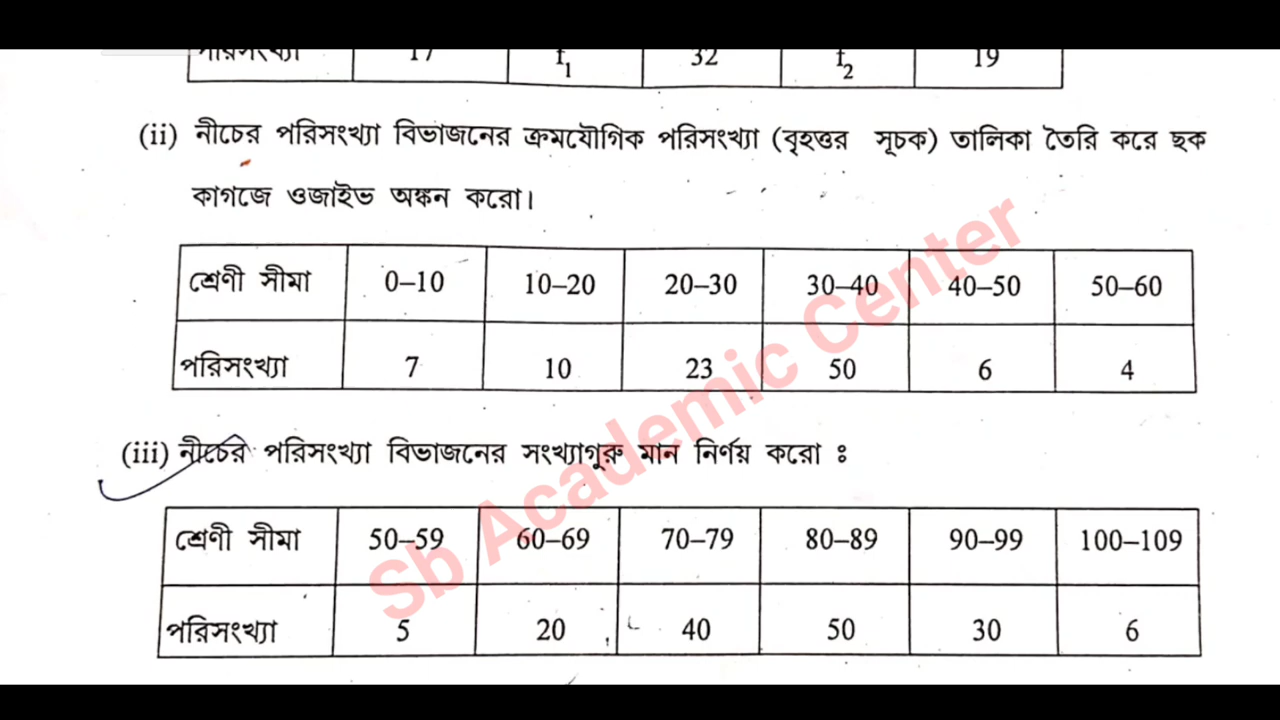 পরিসংখ্যা 17 f₁ 32 f₂ 19
(ii) নীচের পরিসংখ্যা বিভাজনের ক্রমযৌগিক পরিসংখ্যা (বৃহত্তর সূচক) তালিকা তৈরি করে ছক
কাগজে ওজাইভ অঙ্কন করো।
শ্রেণী সীমা 0–10 10–20 20–30 30–40 40–50 50–60
পরিসংখ্যা 7 10 23 50 6 4
(iii) নীচের পরিসংখ্যা বিভাজনের সংখ্যাগুরু মান নির্ণয় করো ঃ
শ্রেণী সীমা 50–59 60–69 70–79 80–89 90–99 100–109
পরিসংখ্যা 5 20 40 50 30 6
Sb Academic Center